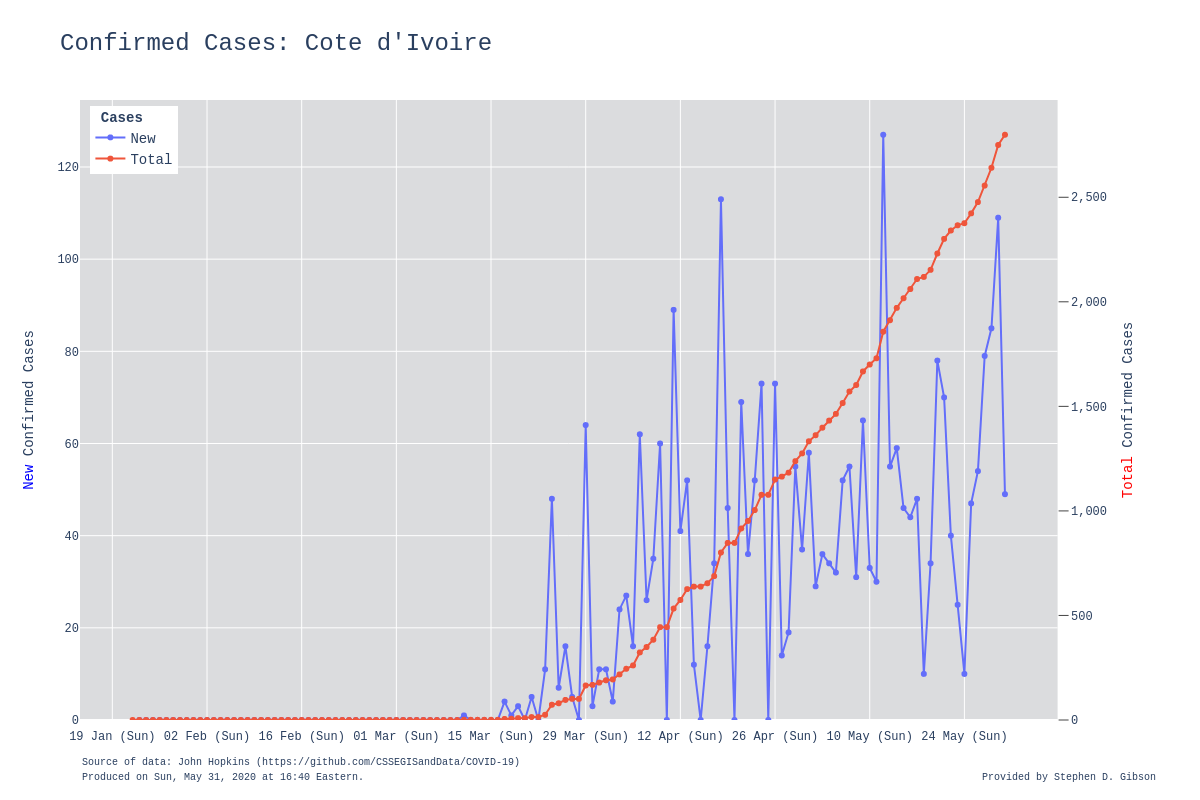 Confirmed Cases: Cote d'Ivoire
Cases
New
Total
120
100
80
60
40
20
0
2,500
2,000
1,500
1,000
500
0
New Confirmed Cases
Total Confirmed Cases
19 Jan (Sun) 02 Feb (Sun) 16 Feb (Sun) 01 Mar (Sun) 15 Mar (Sun) 29 Mar (Sun) 12 Apr (Sun) 26 Apr (Sun) 10 May (Sun) 24 May (Sun)
Source of data: John Hopkins (https://github.com/CSSEGISandData/COVID-19)
Produced on Sun, May 31, 2020 at 16:40 Eastern.
Provided by Stephen D. Gibson